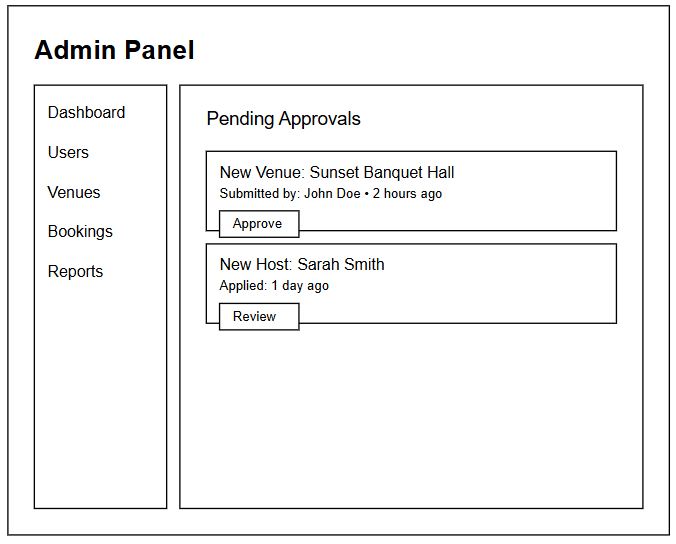 Admin Panel
Dashboard
Users
Venues
Bookings
Reports
Pending Approvals
New Venue: Sunset Banquet Hall
Submitted by: John Doe • 2 hours ago
Approve
New Host: Sarah Smith
Applied: 1 day ago
Review